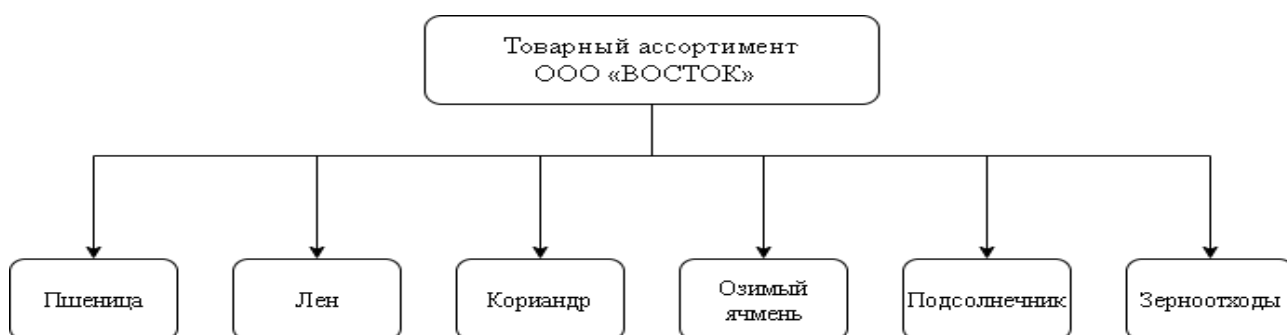 Товарный ассортимент
ООО «ВОСТОК»
Пшеница
Лен
Кориандр
Озимый
ячмень
Подсолнечник
Зерноотходы